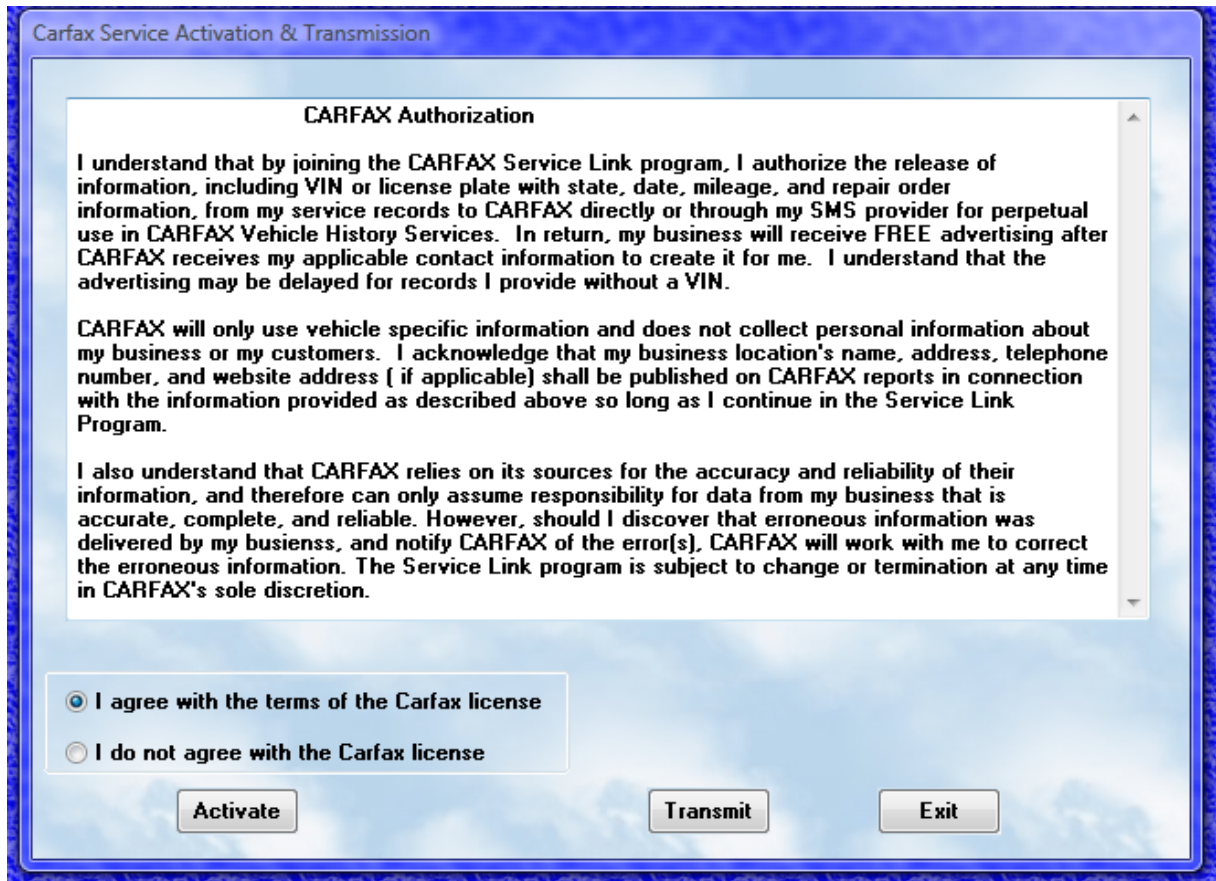 Carfax Service Activation & Transmission
CARFAX Authorization
I understand that by joining the CARFAX Service Link program, I authorize the release of
information, including VIN or license plate with state, date, mileage, and repair order
information, from my service records to CARFAX directly or through my SMS provider for perpetual
use in CARFAX Vehicle History Services.  In return, my business will receive FREE advertising after
CARFAX receives my applicable contact information to create it for me.  I understand that the
advertising may be delayed for records I provide without a VIN.
CARFAX will only use vehicle specific information and does not collect personal information about
my business or my customers.  I acknowledge that my business location's name, address, telephone
number, and website address ( if applicable) shall be published on CARFAX reports in connection
with the information provided as described above so long as I continue in the Service Link
Program.
I also understand that CARFAX relies on its sources for the accuracy and reliability of their
information, and therefore can only assume responsibility for data from my business that is
accurate, complete, and reliable. However, should I discover that erroneous information was
delivered by my busienss, and notify CARFAX of the error(s), CARFAX will work with me to correct
the erroneous information. The Service Link program is subject to change or termination at any time
in CARFAX's sole discretion.
I agree with the terms of the Carfax license
I do not agree with the Carfax license
Activate Transmit Exit